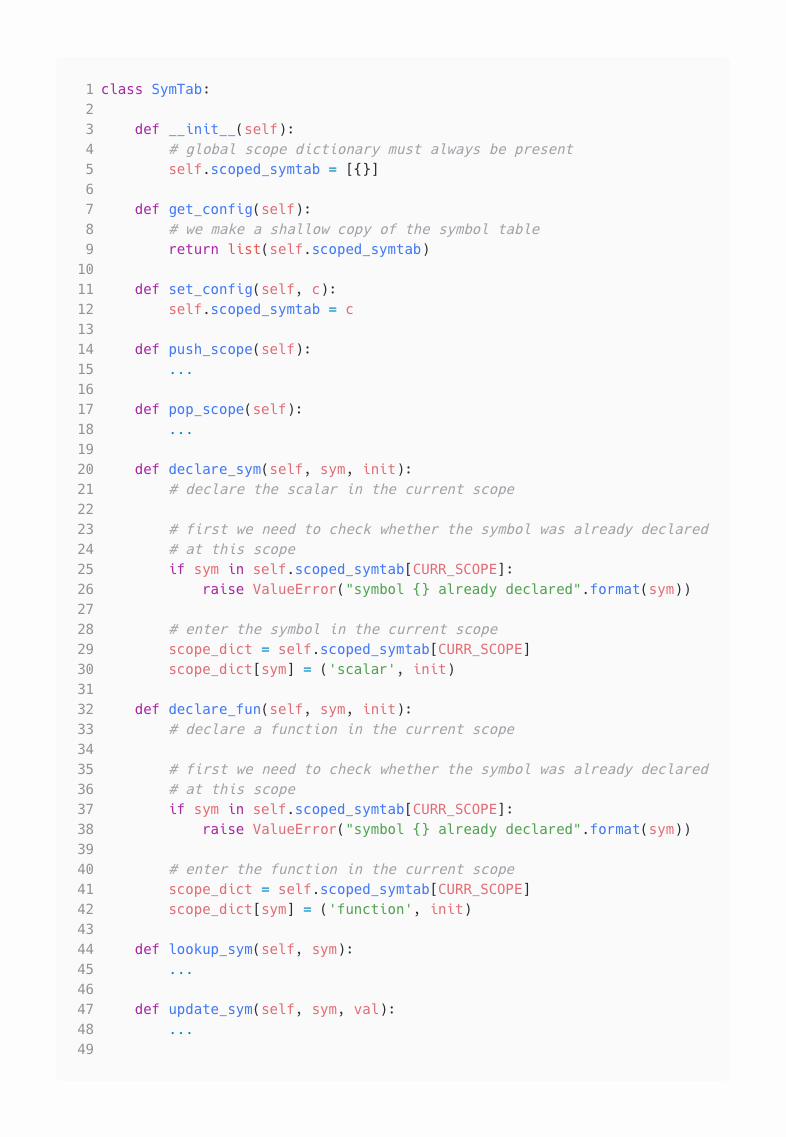 1 class SymTab:
2
3     def __init__(self):
4         # global scope dictionary must always be present
5         self.scoped_symtab = [{}]
6
7     def get_config(self):
8         # we make a shallow copy of the symbol table
9         return list(self.scoped_symtab)
10
11     def set_config(self, c):
12         self.scoped_symtab = c
13
14     def push_scope(self):
15         ...
16
17     def pop_scope(self):
18         ...
19
20     def declare_sym(self, sym, init):
21         # declare the scalar in the current scope
22
23         # first we need to check whether the symbol was already declared
24         # at this scope
25         if sym in self.scoped_symtab[CURR_SCOPE]:
26             raise ValueError("symbol {} already declared".format(sym))
27
28         # enter the symbol in the current scope
29         scope_dict = self.scoped_symtab[CURR_SCOPE]
30         scope_dict[sym] = ('scalar', init)
31
32     def declare_fun(self, sym, init):
33         # declare a function in the current scope
34
35         # first we need to check whether the symbol was already declared
36         # at this scope
37         if sym in self.scoped_symtab[CURR_SCOPE]:
38             raise ValueError("symbol {} already declared".format(sym))
39
40         # enter the function in the current scope
41         scope_dict = self.scoped_symtab[CURR_SCOPE]
42         scope_dict[sym] = ('function', init)
43
44     def lookup_sym(self, sym):
45         ...
46
47     def update_sym(self, sym, val):
48         ...
49